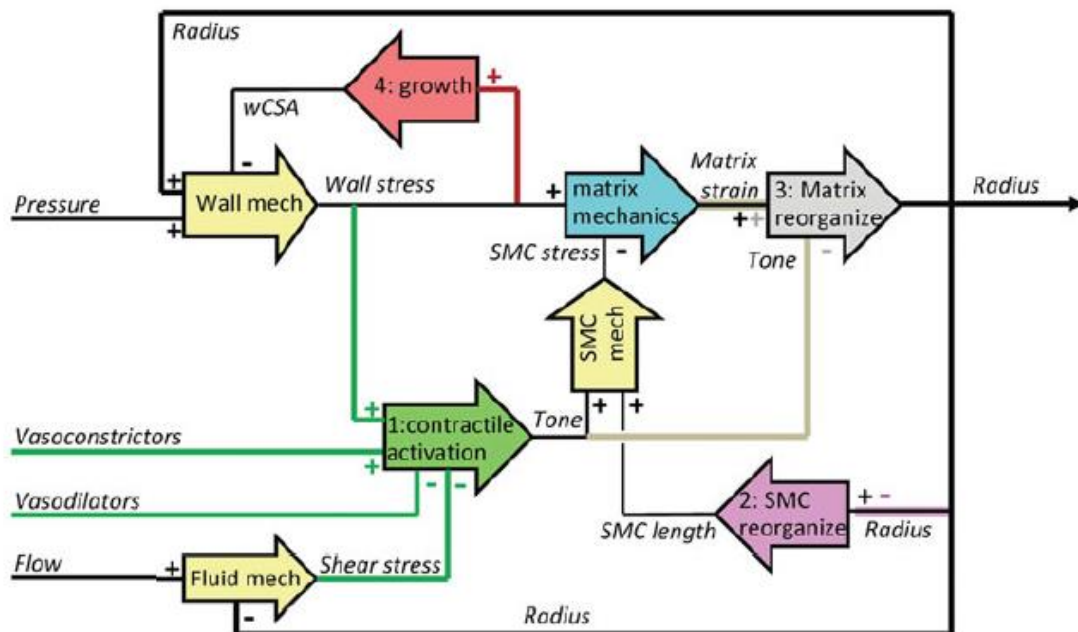 Radius
4: growth
+
wCSA
-
+
Wall stress
Matrix
strain
Radius
Pressure
+
Wall mech
+
matrix
mechanics
3: Matrix
reorganize
++
SMC stress
-
Tone
-
SMC
mech
+
Tone
+
+
Vasoconstrictors
+
1:contractile
activation
-
-
Vasodilators
2: SMC
reorganize
+ -
SMC length
Radius
Flow
+
Fluid mech
Shear stress
-
Radius